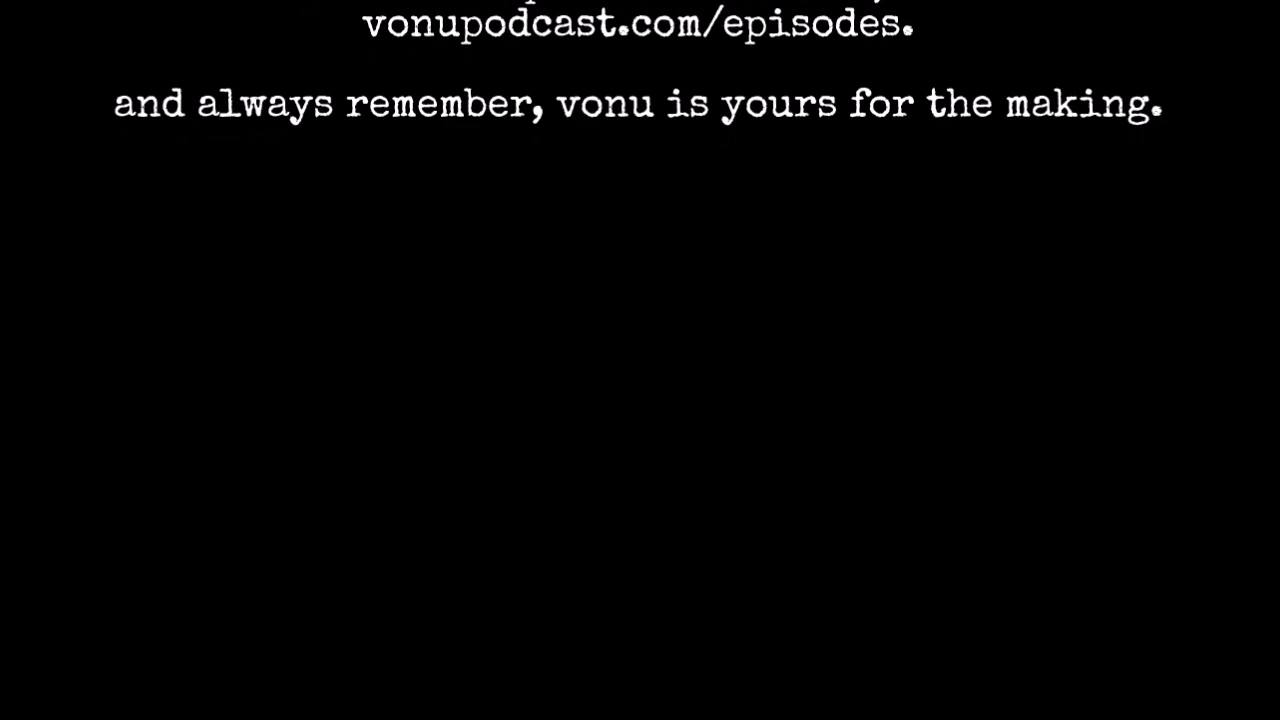 vonupodcast.com/episodes.
and always remember, vonu is yours for the making.